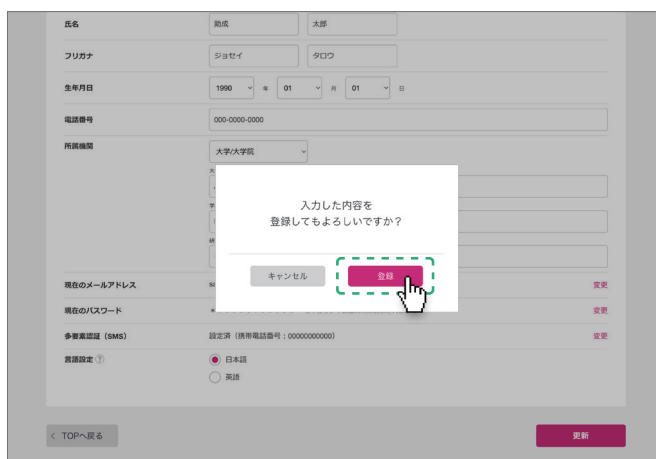 氏名 助成 太郎
フリガナ ジョセイ タロウ
生年月日 1990 年 01 月 01 日
電話番号 000-0000-0000
所属機関 大学/大学院
入力した内容を
登録してもよろしいですか？
キャンセル 登録
現在のメールアドレス 変更
現在のパスワード 変更
多要素認証（SMS） 設定済（携帯電話番号：0000000000） 変更
言語設定 ? 日本語
英語
< TOPへ戻る 更新